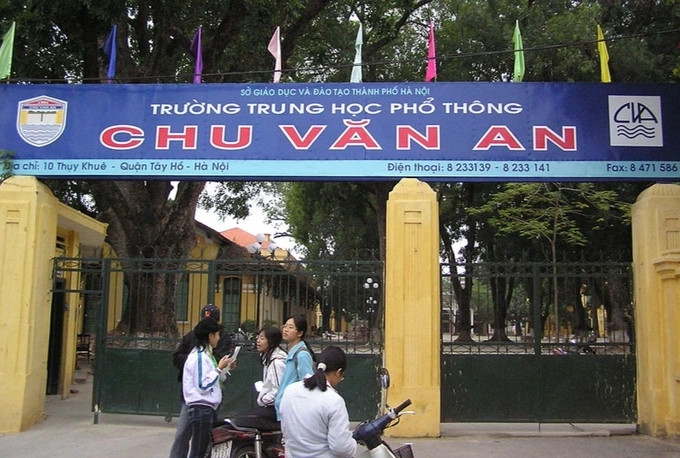 SỞ GIÁO DỤC VÀ ĐÀO TẠO THÀNH PHỐ HÀ NỘI
TRƯỜNG TRUNG HỌC PHỔ THÔNG
CHU VĂN AN
CVA
ịa chỉ: 10 Thụy Khuê - Quận Tây Hồ - Hà Nội Điện thoại: 8 233139 - 8 233 141 Fax: 8 471 586